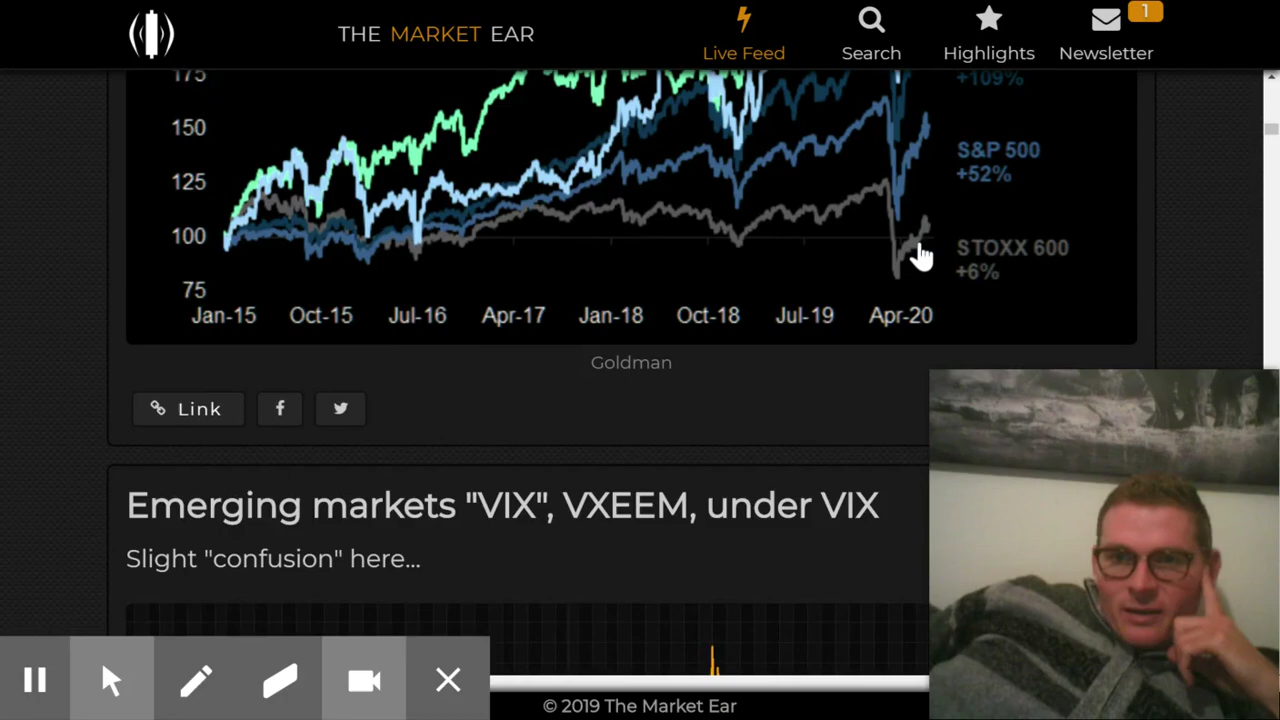 THE MARKET EAR
Live Feed
Search
Highlights
1
Newsletter
175
+109%
150
S&P 500
+52%
125
100
STOXX 600
+6%
75
Jan-15 Oct-15 Jul-16 Apr-17 Jan-18 Oct-18 Jul-19 Apr-20
Goldman
Link
Emerging markets "VIX", VXEEM, under VIX
Slight "confusion" here...
© 2019 The Market Ear